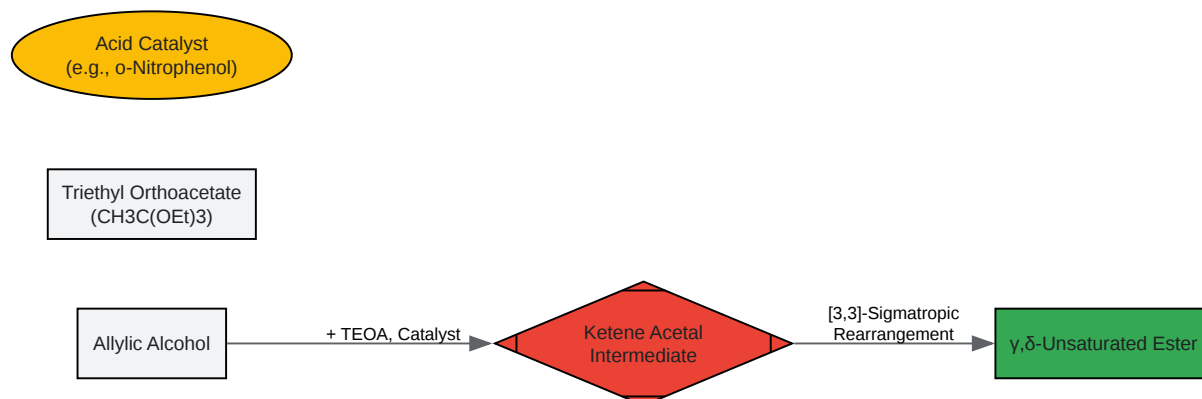 Acid Catalyst
(e.g., o-Nitrophenol)
Triethyl Orthoacetate
(CH3C(OEt)3)
Allylic Alcohol
+ TEOA, Catalyst
Ketene Acetal
Intermediate
[3,3]-Sigmatropic
Rearrangement
γ,δ-Unsaturated Ester